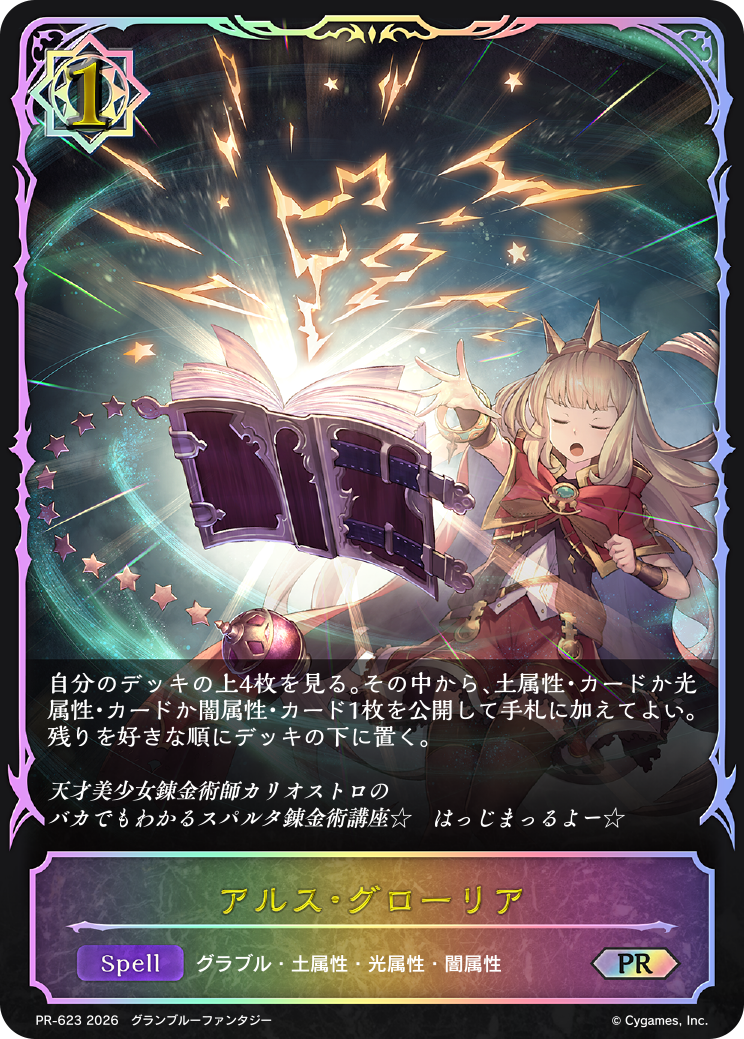 1
自分のデッキの上4枚を見る。その中から、土属性・カードか光
属性・カードか闇属性・カード1枚を公開して手札に加えてよい。
残りを好きな順にデッキの下に置く。
天才美少女錬金術師カリオストロの
バカでもわかるスパルタ錬金術講座☆　はっじまっるよー☆
アルス・グローリア
Spell グラブル・土属性・光属性・闇属性 PR
PR-623 2026 グランブルーファンタジー © Cygames, Inc.